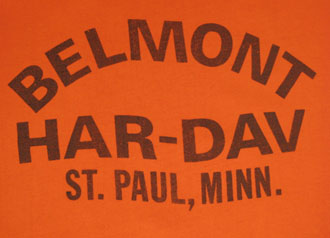 BELMONT
HAR-DAV
ST. PAUL, MINN.